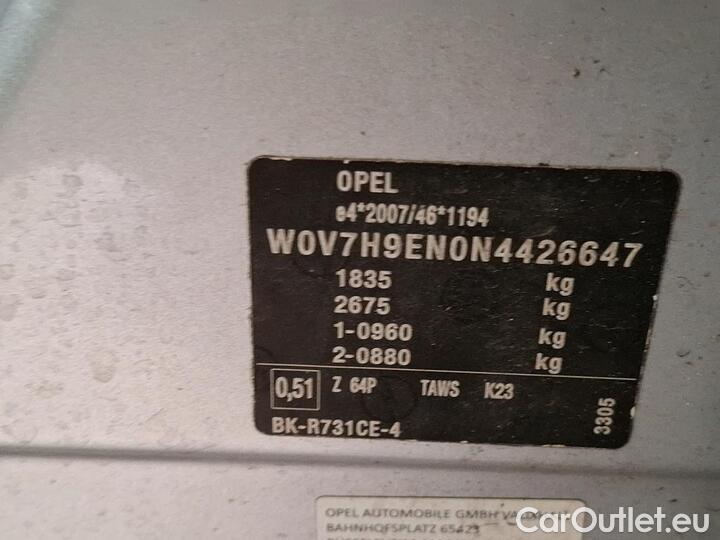 OPEL
e4*2007/46*1194
W0V7H9EN0N4426647
1835 kg
2675 kg
1-0960 kg
2-0880 kg
0,51 Z 64P TAWS K23
BK-R731CE-4
3305
OPEL AUTOMOBILE GMBH
BAHNHOFSPLATZ 65423
CarOutlet.eu